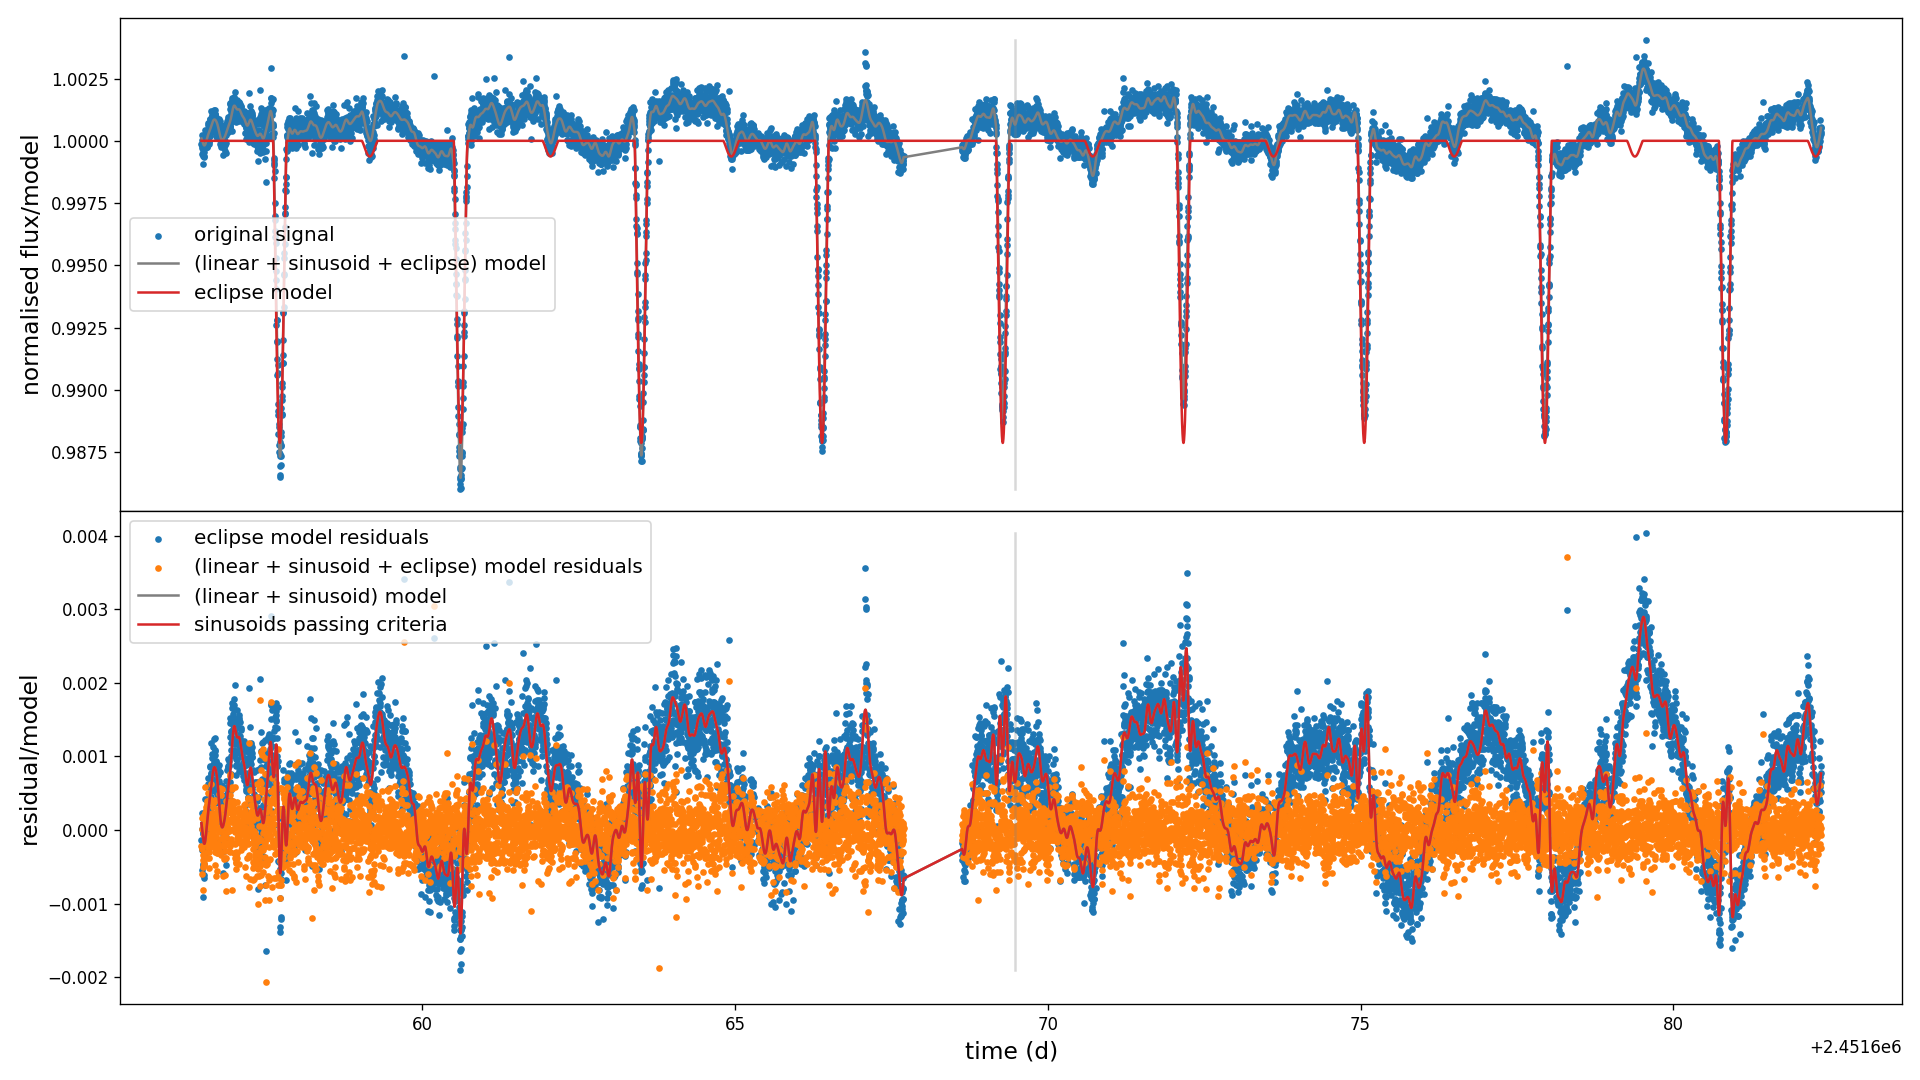 normalised flux/model
1.0025
1.0000
0.9975
0.9950
0.9925
0.9900
0.9875
original signal
(linear + sinusoid + eclipse) model
eclipse model
residual/model
0.004
0.003
0.002
0.001
0.000
−0.001
−0.002
eclipse model residuals
(linear + sinusoid + eclipse) model residuals
(linear + sinusoid) model
sinusoids passing criteria
60 65 70 75 80
time (d)
+2.4516e6